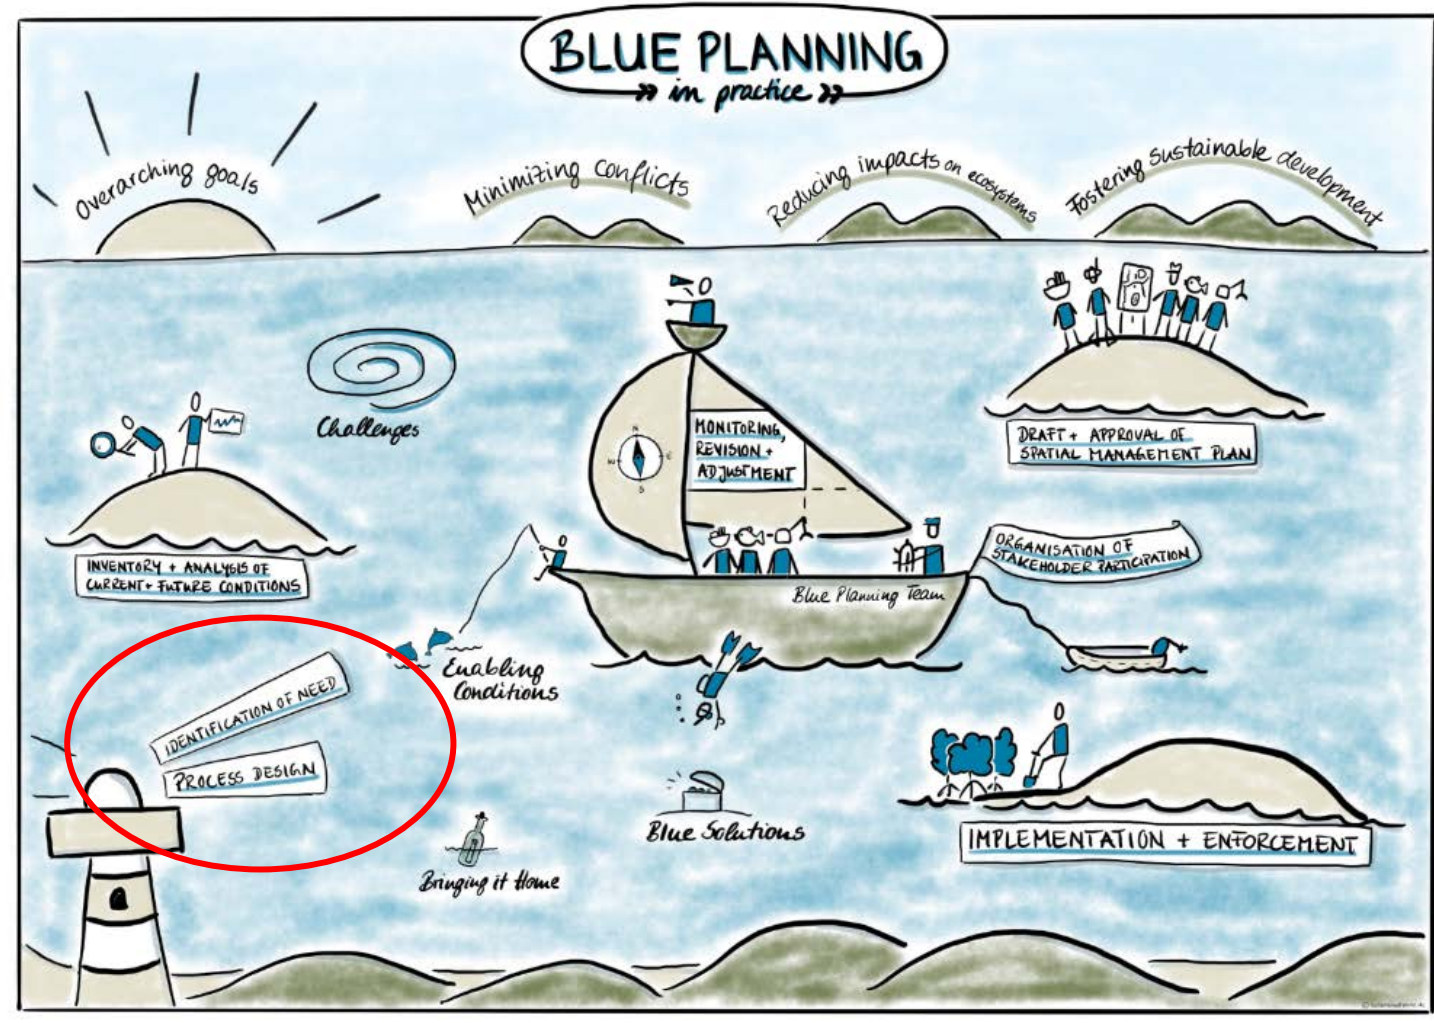 BLUE PLANNING
in practice
Overarching goals
Minimizing Conflicts
Reducing impacts on ecosystems
Fostering sustainable development
Challenges
N
E
S
W
MONITORING,
REVISION +
ADJUSTMENT
DRAFT + APPROVAL OF
SPATIAL MANAGEMENT PLAN
INVENTORY + ANALYSIS OF
CURRENT + FUTURE CONDITIONS
ORGANISATION OF
STAKEHOLDER PARTICIPATION
Blue Planning Team
Enabling
Conditions
IDENTIFICATION OF NEED
PROCESS DESIGN
Blue Solutions
Bringing it Home
IMPLEMENTATION + ENFORCEMENT